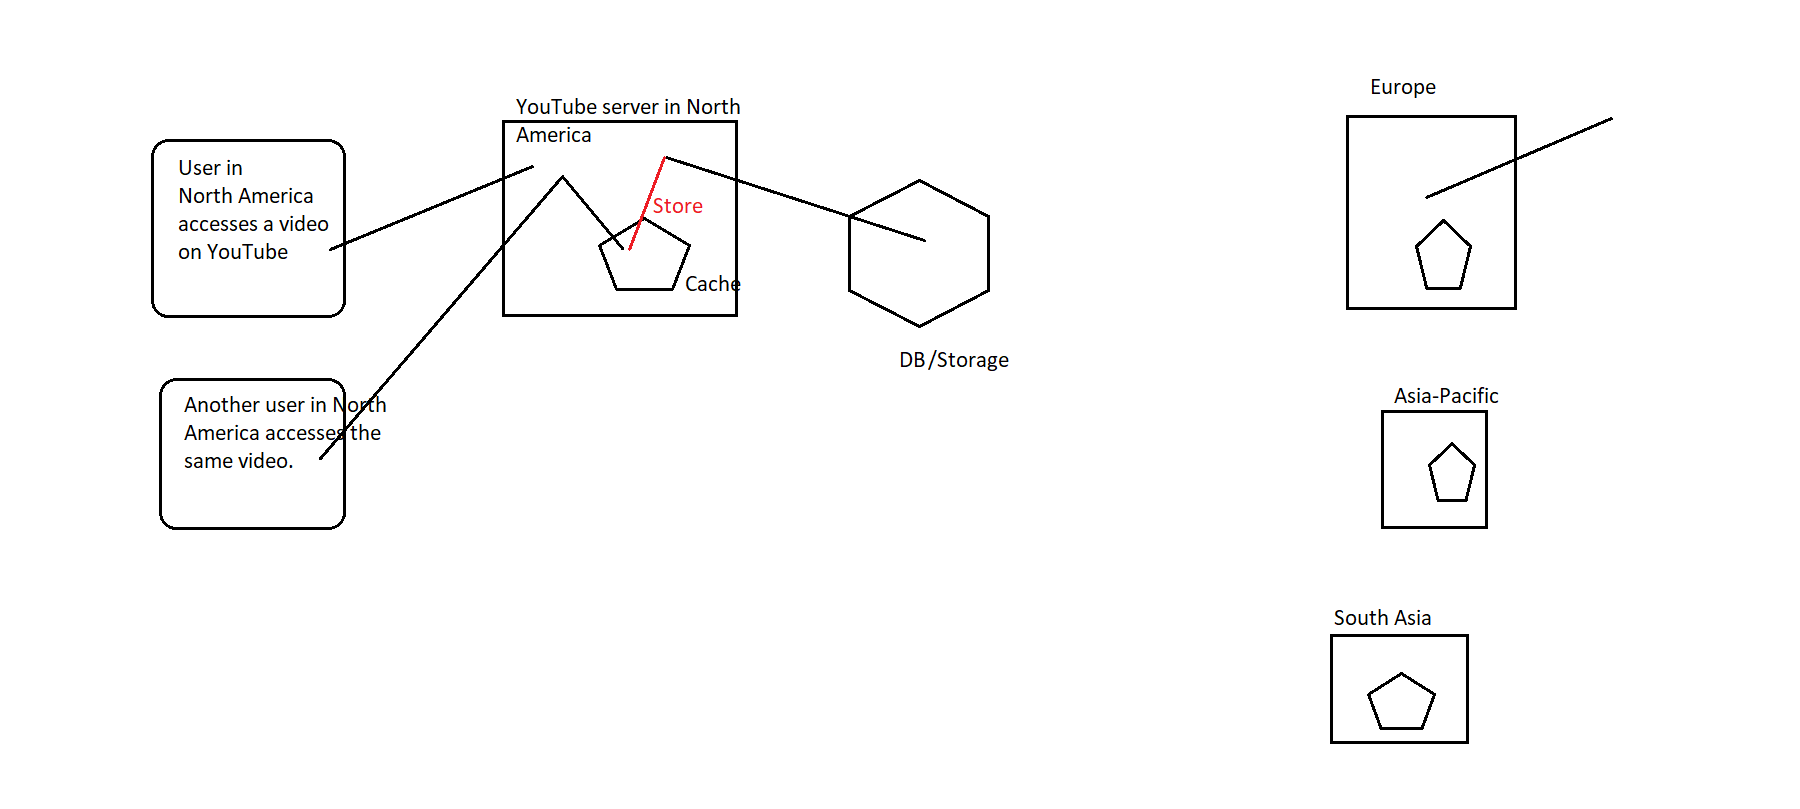 YouTube server in North
America
User in
North America
accesses a video
on YouTube
Store
Cache
DB/Storage
Another user in North
America accesses the
same video.
Europe
Asia-Pacific
South Asia